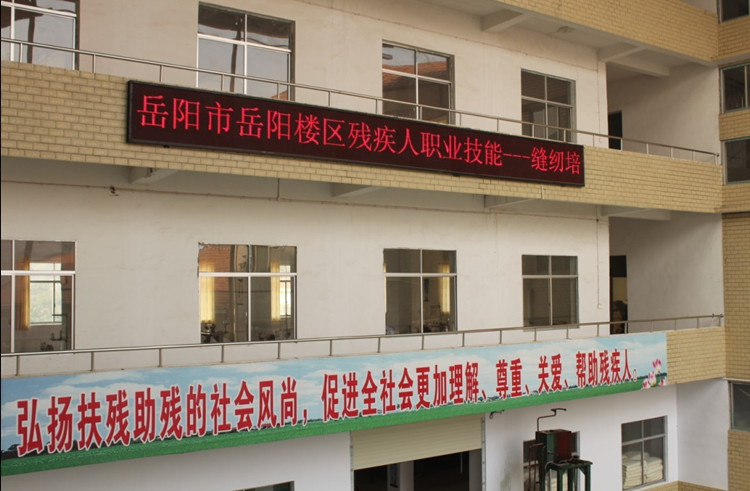 岳阳市岳阳楼区残疾人职业技能---缝纫培
弘扬扶残助残的社会风尚，促进全社会更加理解、尊重、关爱、帮助残疾人。